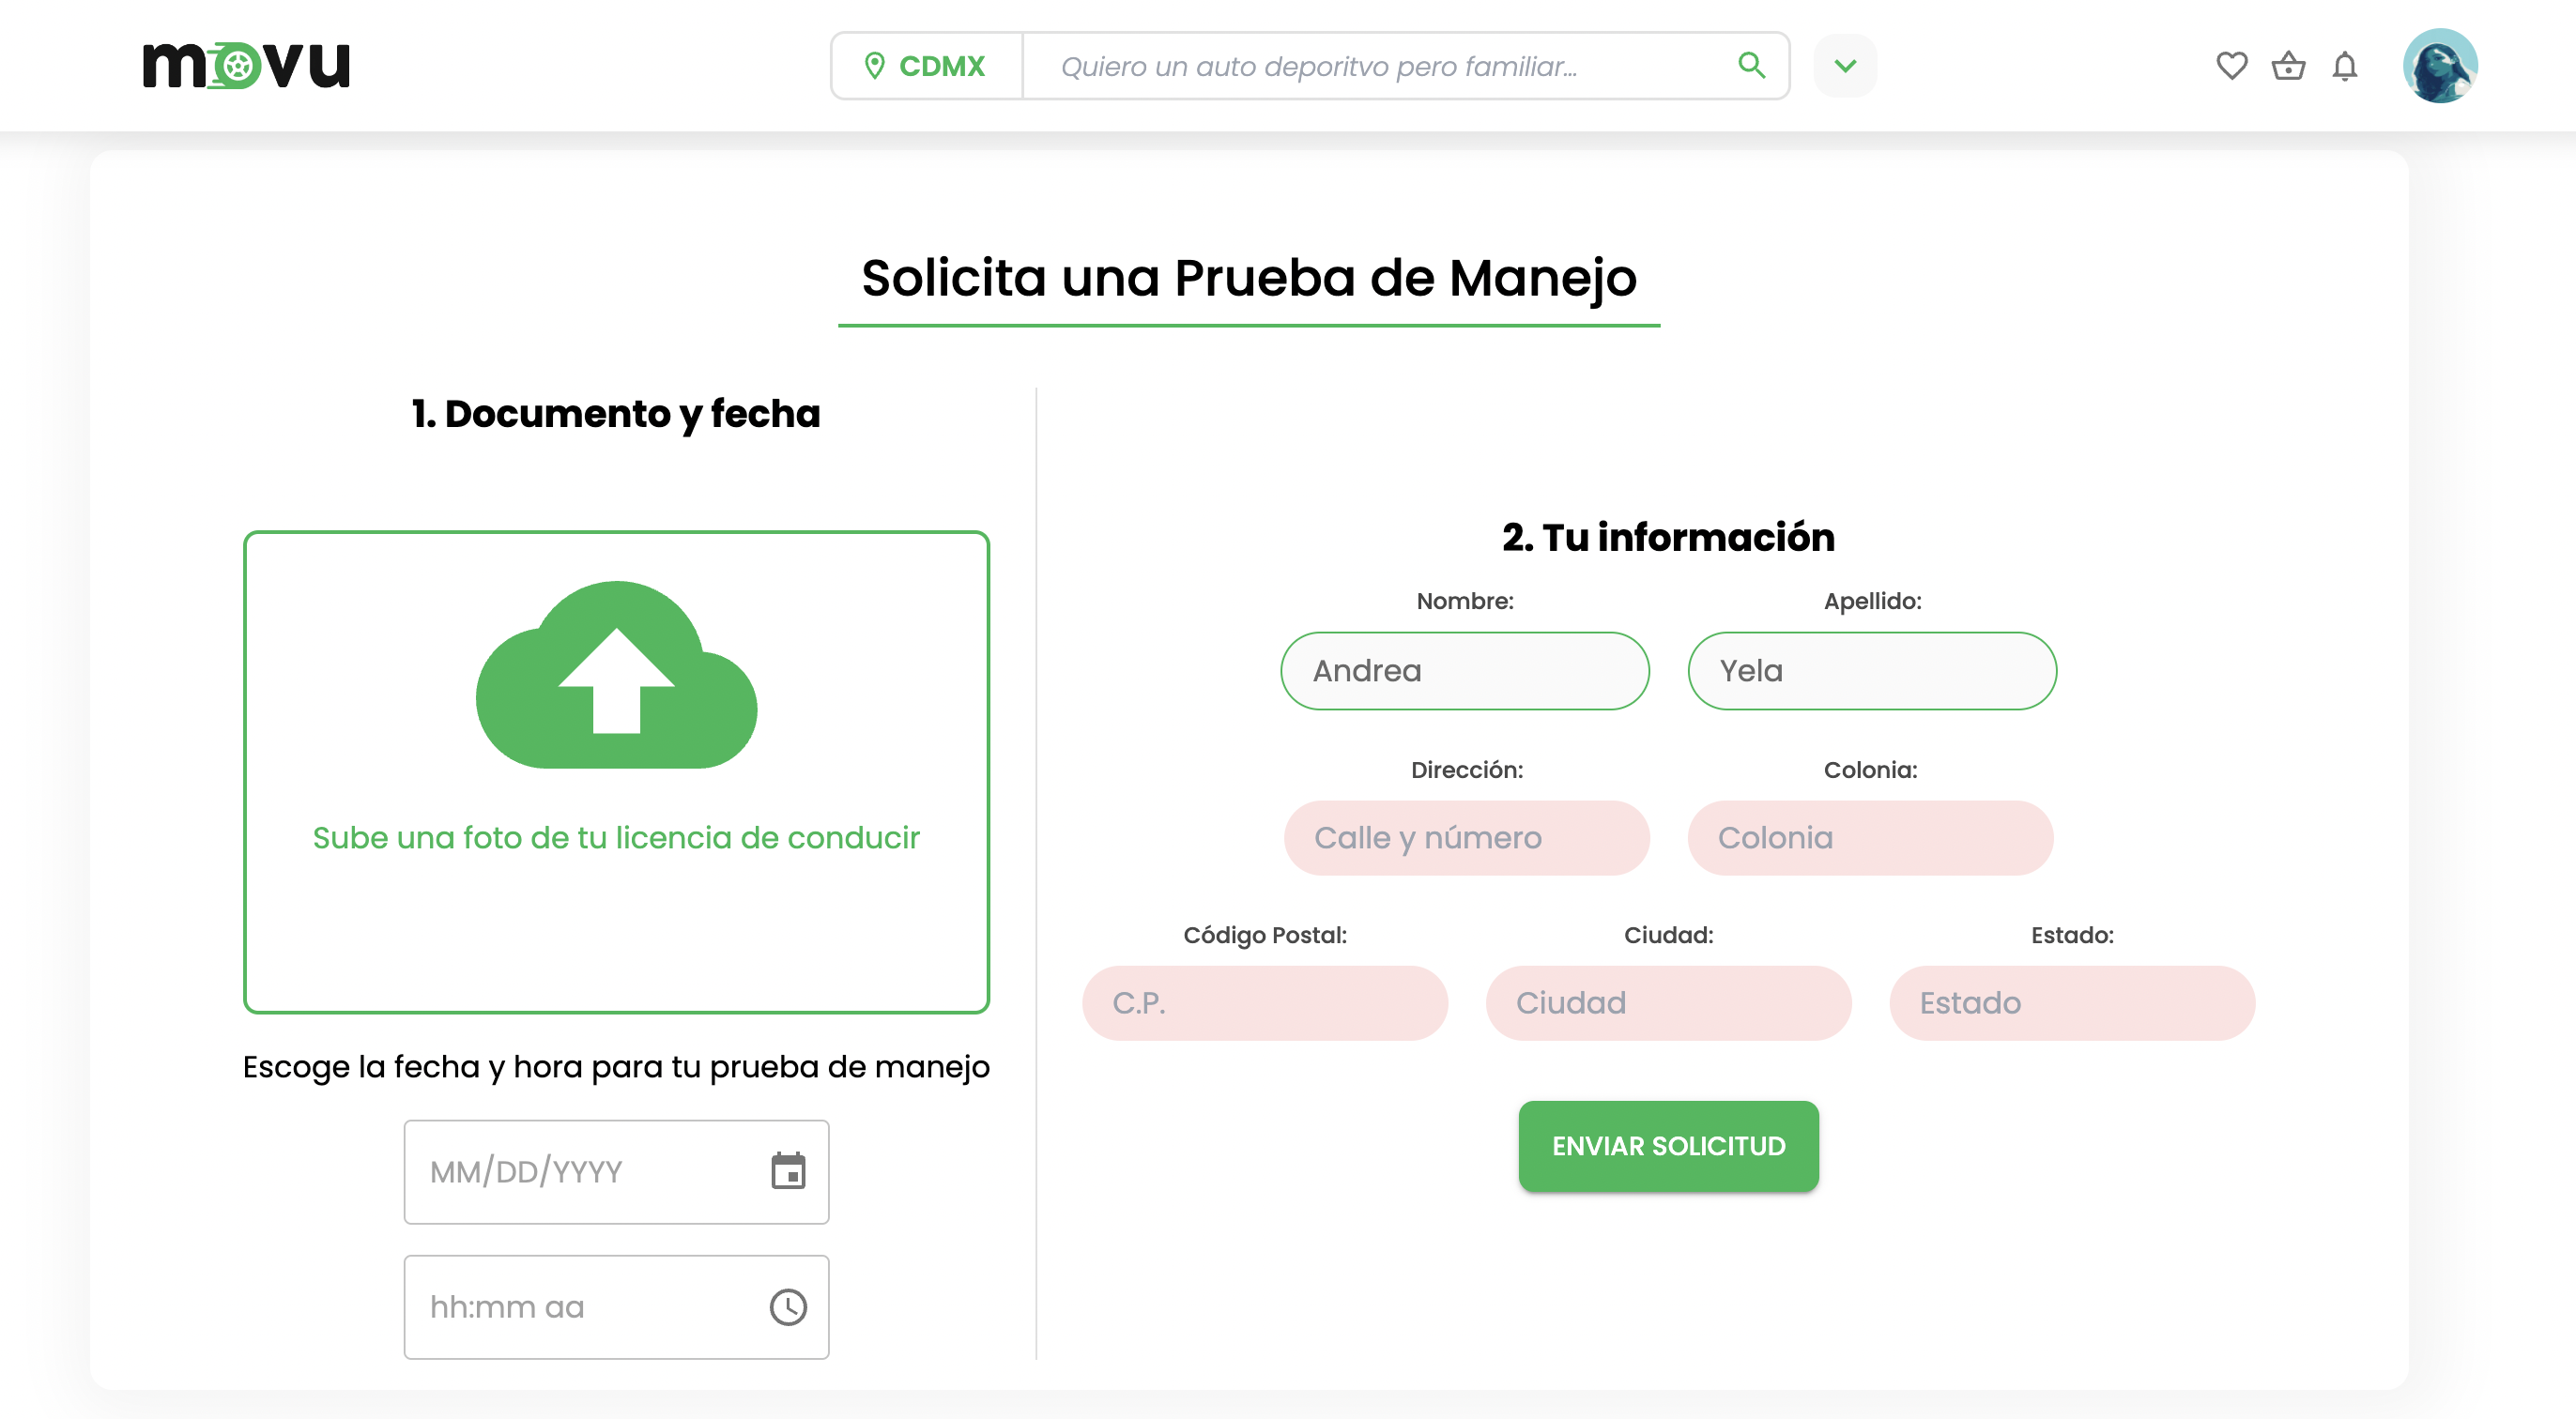 movu
CDMX
Quiero un auto deporitvo pero familiar...
Solicita una Prueba de Manejo
1. Documento y fecha
Sube una foto de tu licencia de conducir
Escoge la fecha y hora para tu prueba de manejo
MM/DD/YYYY
hh:mm aa
2. Tu información
Nombre: Apellido:
Andrea Yela
Dirección: Colonia:
Calle y número Colonia
Código Postal: Ciudad: Estado:
C.P. Ciudad Estado
ENVIAR SOLICITUD